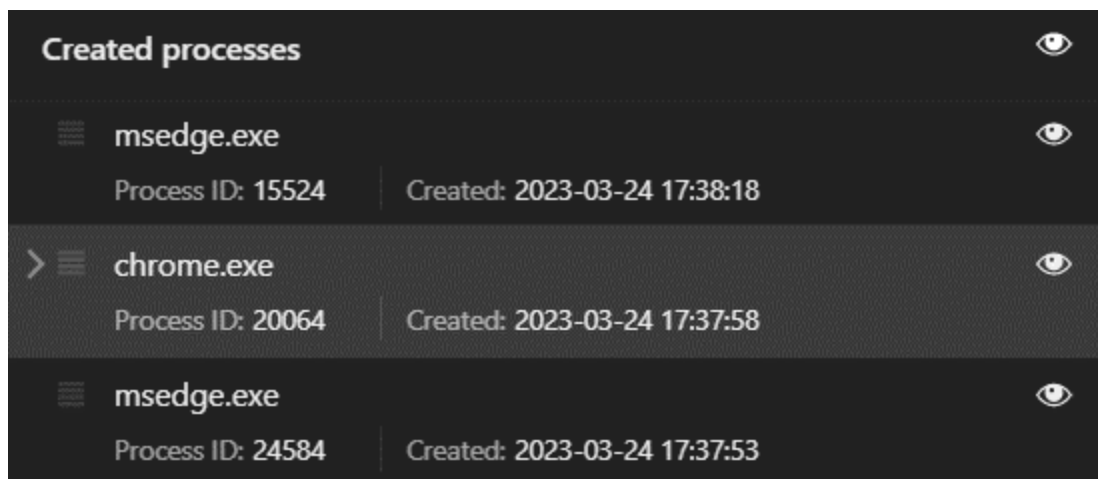 Created processes
msedge.exe
Process ID: 15524 Created: 2023-03-24 17:38:18
chrome.exe
Process ID: 20064 Created: 2023-03-24 17:37:58
msedge.exe
Process ID: 24584 Created: 2023-03-24 17:37:53